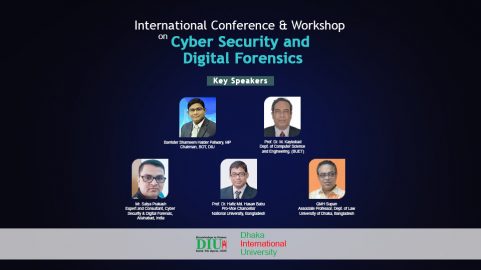 International Conference & Workshop
on Cyber Security and
Digital Forensics
Key Speakers
Barrister Shameem Haider Patwary, MP
Chairman, BOT, DIU
Prof. Dr. M. Kaykobad
Dept. of Computer Science
and Engineering, (BUET)
Mr. Satya Prakash
Expert and Consultant, Cyber
Security & Digital Forensic,
Allahabad, India
Prof. Dr. Hafiz Md. Hasan Babu
Pro-Vice Chancellor
National University, Bangladesh
Associate Professor, Dept. of Law
University of Dhaka, Bangladesh
DIU
Dhaka
International
University